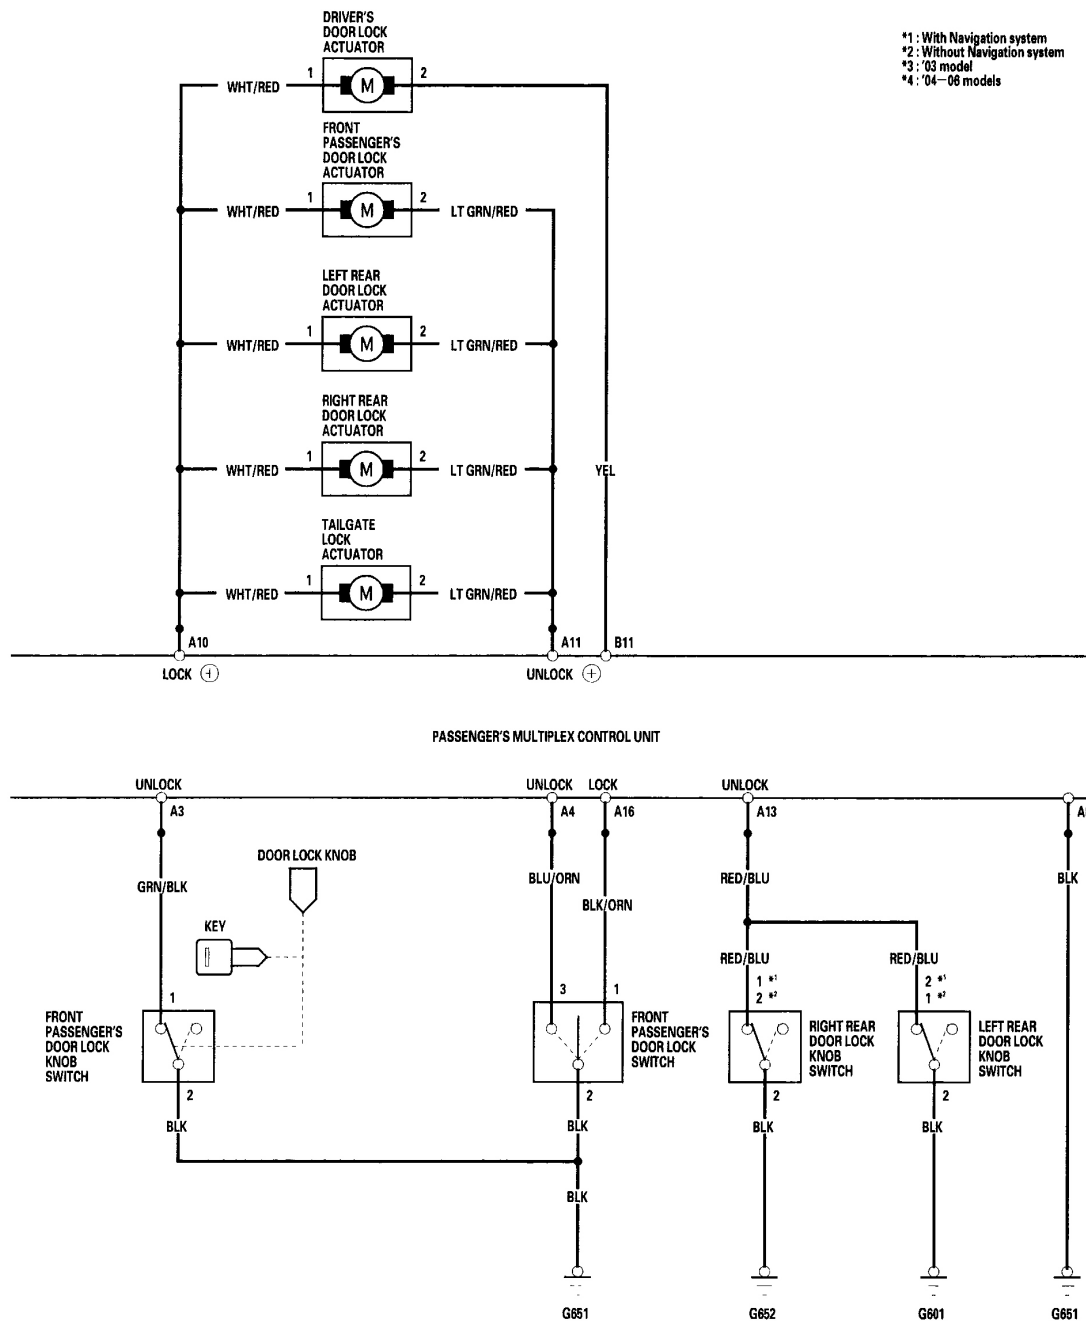 DRIVER'S
DOOR LOCK
ACTUATOR
*1 : With Navigation system
*2 : Without Navigation system
*3 : '03 model
*4 : '04—06 models
WHT/RED 1 M 2
FRONT
PASSENGER'S
DOOR LOCK
ACTUATOR
WHT/RED 1 M 2 LT GRN/RED
LEFT REAR
DOOR LOCK
ACTUATOR
WHT/RED 1 M 2 LT GRN/RED
RIGHT REAR
DOOR LOCK
ACTUATOR
WHT/RED 1 M 2 LT GRN/RED YEL
TAILGATE
LOCK
ACTUATOR
WHT/RED 1 M 2 LT GRN/RED
A10 A11 B11
LOCK + UNLOCK +
PASSENGER'S MULTIPLEX CONTROL UNIT
UNLOCK UNLOCK LOCK UNLOCK
A3 A4 A16 A13
DOOR LOCK KNOB
GRN/BLK BLU/ORN RED/BLU BLK
BLK/ORN
KEY
RED/BLU RED/BLU
1 *1 2 *1
2 *2 1 *2
1 3 1
FRONT
PASSENGER'S
DOOR LOCK
KNOB
SWITCH
FRONT
PASSENGER'S
DOOR LOCK
SWITCH
RIGHT REAR
DOOR LOCK
KNOB
SWITCH
LEFT REAR
DOOR LOCK
KNOB
SWITCH
2 2 2 2
BLK BLK BLK BLK
BLK
G651 G652 G601 G651